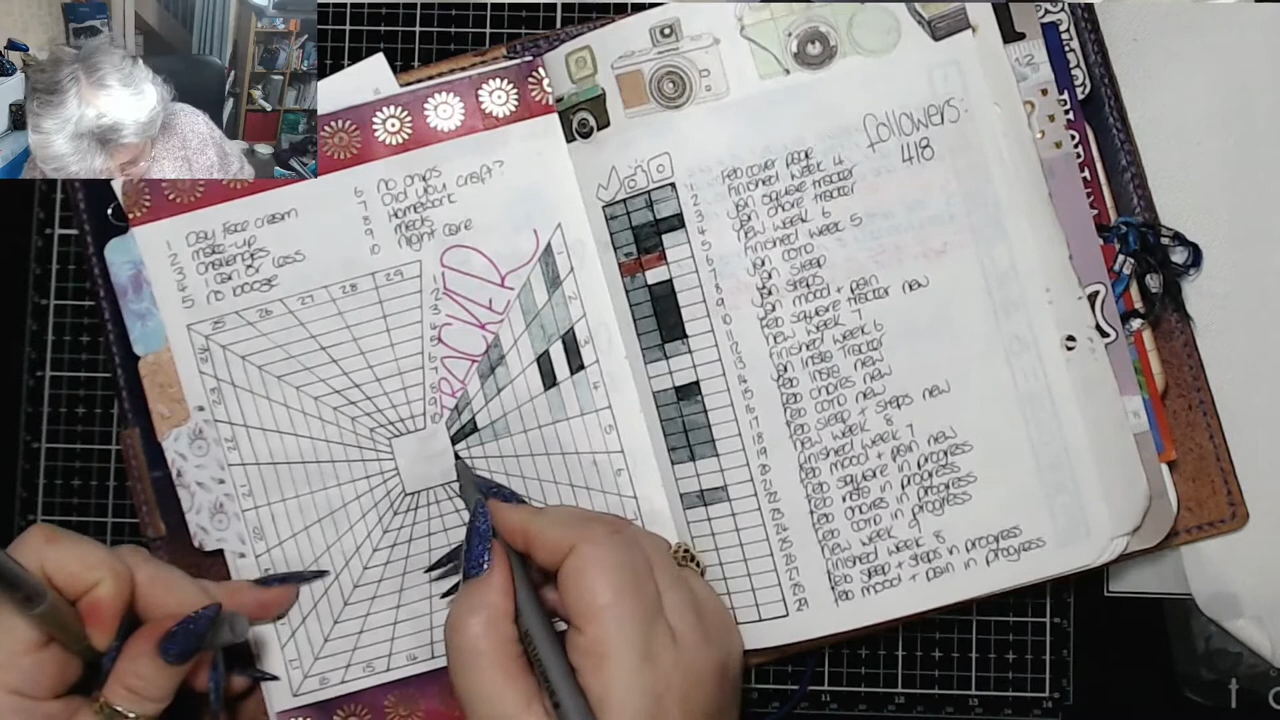 1 Day face cream
2 make-up
3 challenges
4 1 can or less
5 no booze
6 no chips
7 Did you craft?
8 Homework
9 meds
10 night care
TRACKER
followers:
418
1 Feb cover page
2 Finished week 4
3 Jan square tracker
4 Jan chore tracker
5 new week 6
6 Finished week 5
7 Jan coro
8 Jan sleep
9 Jan steps
10 Jan mood + pain
11 Feb square tracker new
12 new week 7
13 finished week 6
14 Jan insta tracker
15 Feb insta new
16 Feb chores new
17 Feb coro new
18 Feb sleep + steps new
19 new week 8
20 finished week 7
21 Feb mood + pain new
22 Feb square in progress
23 Feb insta in progress
24 Feb chores in progress
25 Feb coro in progress
26 new week 9
27 finished week 8
28 Feb sleep + steps in progress
29 Feb mood + pain in progress